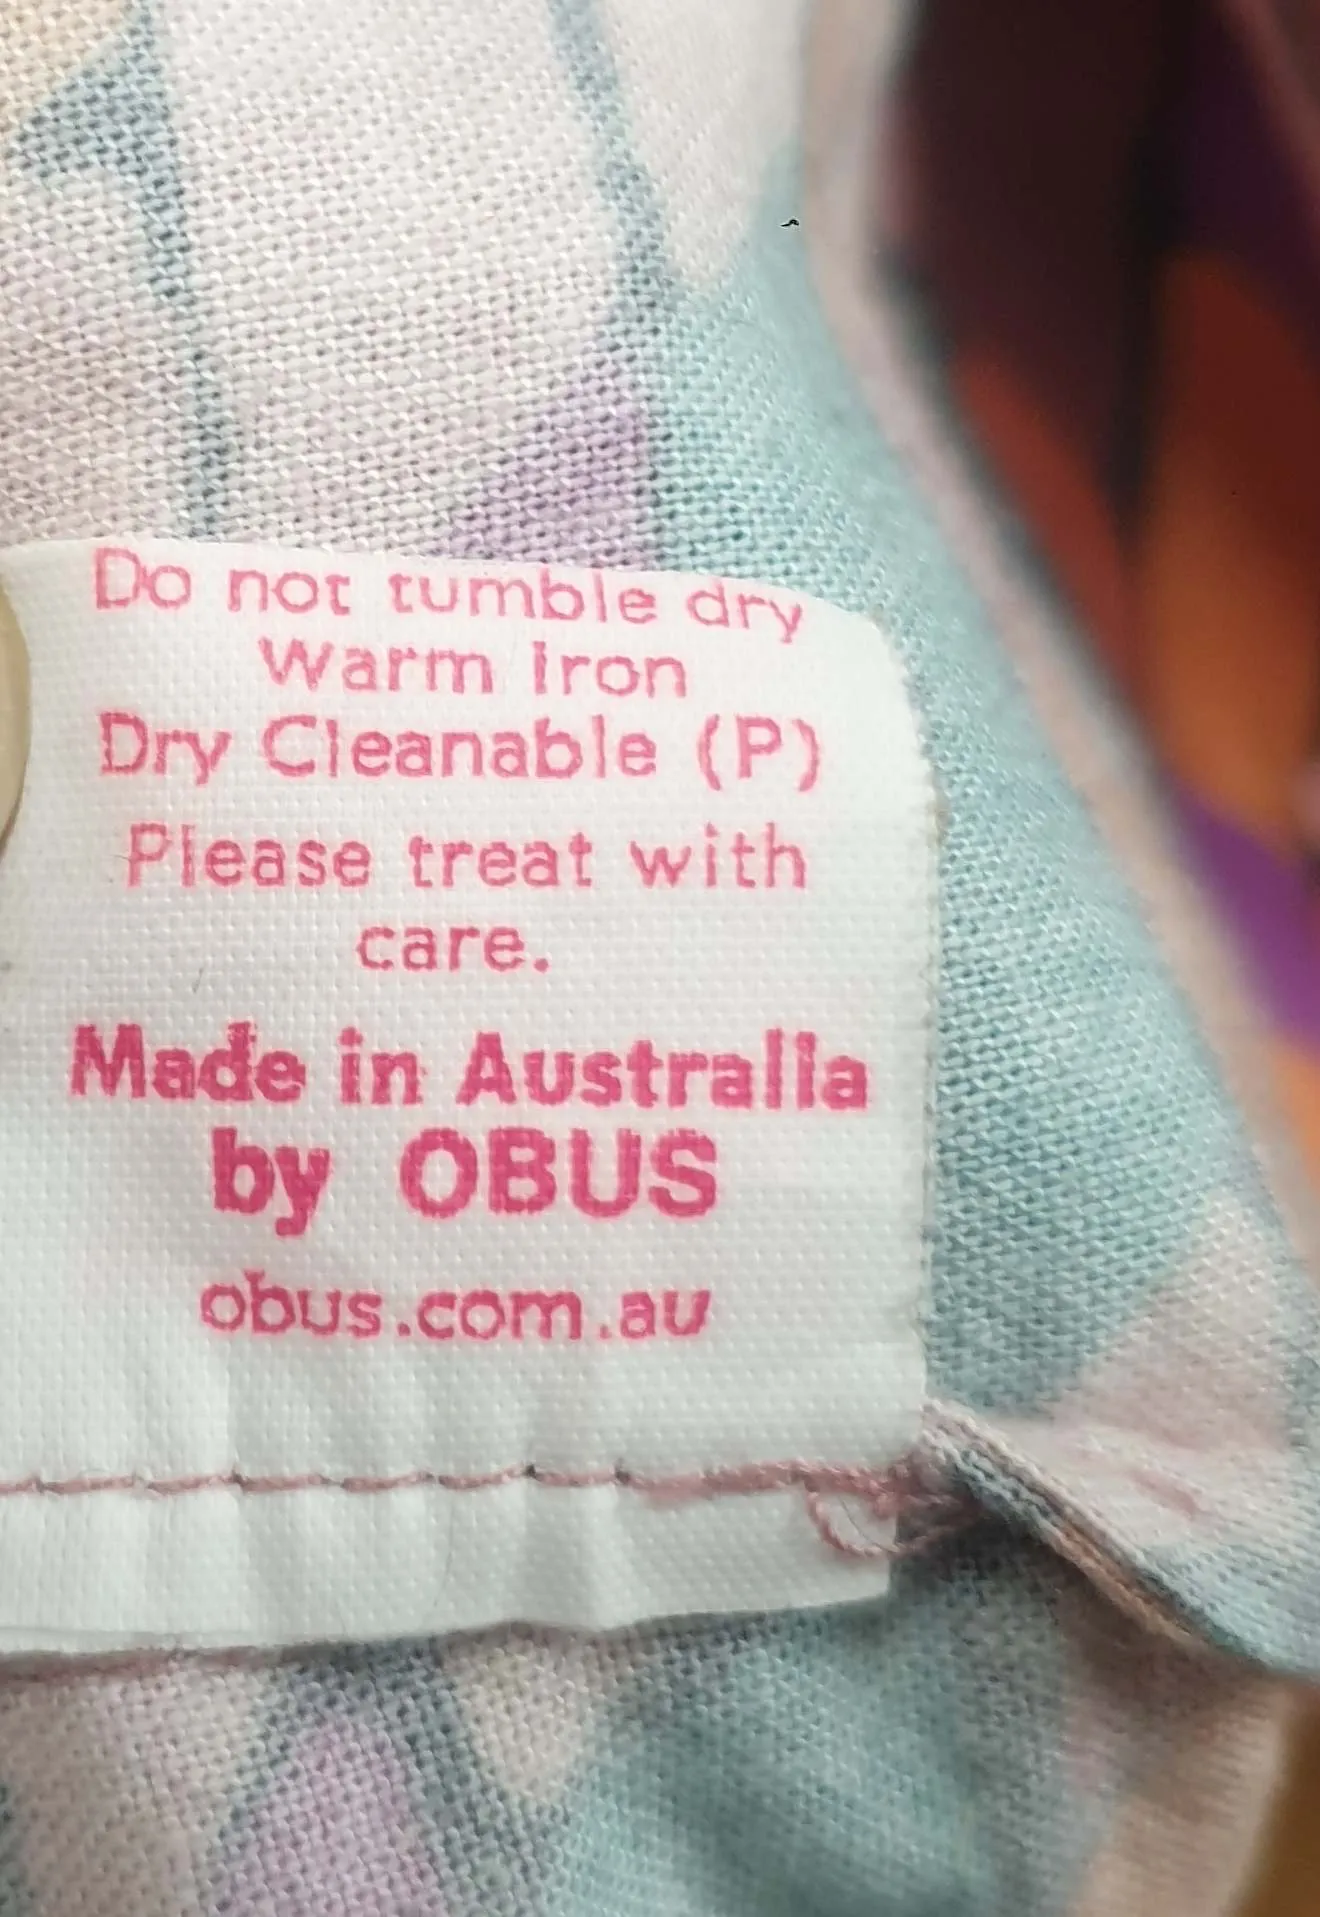 Do not tumble dry
Warm Iron
Dry Cleanable (P)
Please treat with
care.
Made in Australia
by OBUS
obus.com.au